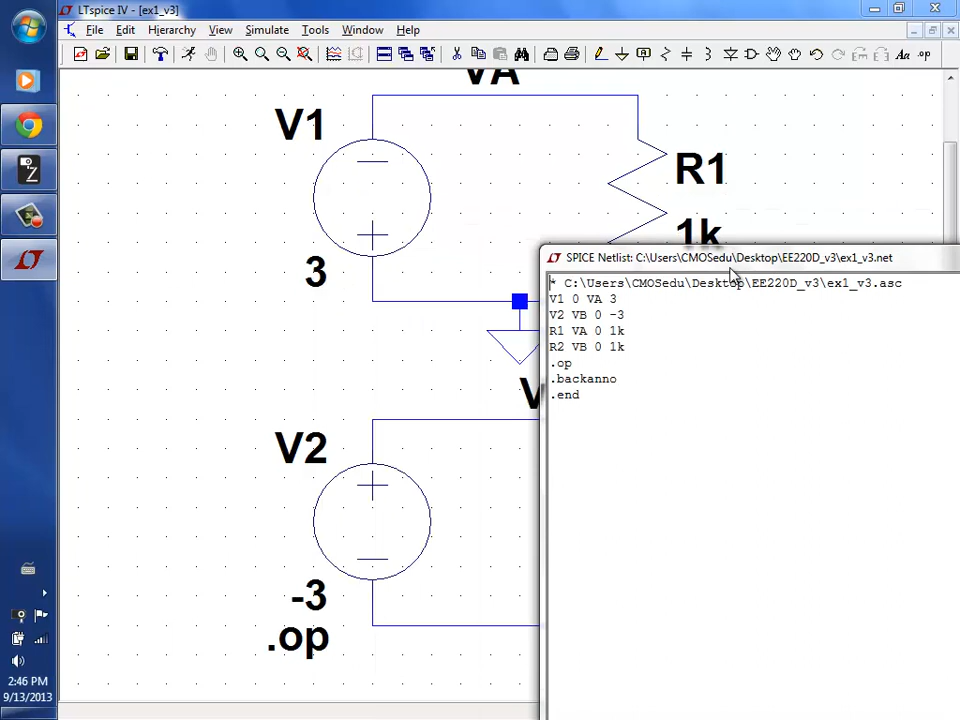 LTspice IV - [ex1_v3]
File Edit Hierarchy View Simulate Tools Window Help
Aa .op
VA
V1
3
R1
1k
SPICE Netlist: C:\Users\CMOSedu\Desktop\EE220D_v3\ex1_v3.net
* C:\Users\CMOSedu\Desktop\EE220D_v3\ex1_v3.asc
V1 0 VA 3
V2 VB 0 -3
R1 VA 0 1k
R2 VB 0 1k
.op
.backanno
.end
V2
-3
.op
2:46 PM
9/13/2013